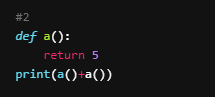 #2
def a():
    return 5
print(a()+a())